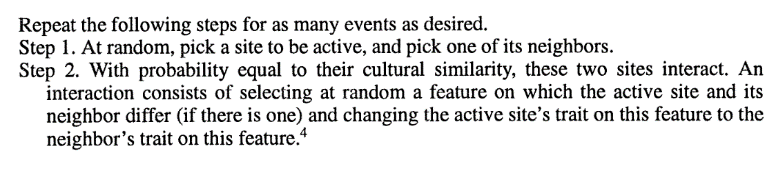 Repeat the following steps for as many events as desired.
Step 1. At random, pick a site to be active, and pick one of its neighbors.
Step 2. With probability equal to their cultural similarity, these two sites interact. An
interaction consists of selecting at random a feature on which the active site and its
neighbor differ (if there is one) and changing the active site's trait on this feature to the
neighbor's trait on this feature.4